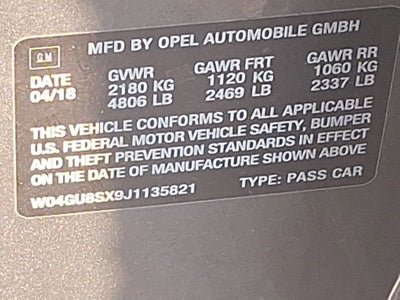 GM
MFD BY OPEL AUTOMOBILE GMBH
DATE GVWR GAWR FRT GAWR RR
04/18 2180 KG 1120 KG 1060 KG
4806 LB 2469 LB 2337 LB
THIS VEHICLE CONFORMS TO ALL APPLICABLE
U.S. FEDERAL MOTOR VEHICLE SAFETY, BUMPER
AND THEFT PREVENTION STANDARDS IN EFFECT
ON THE DATE OF MANUFACTURE SHOWN ABOVE
W04GU8SX9J1135821 TYPE: PASS CAR